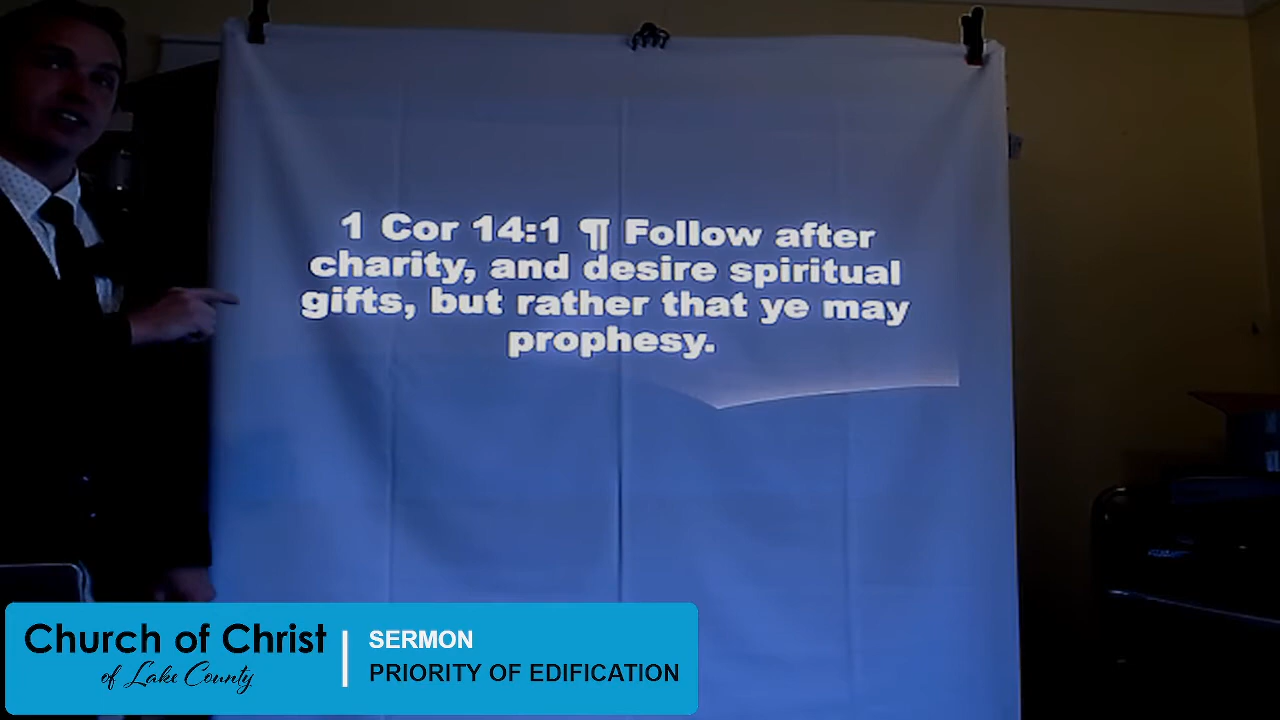 1 Cor 14:1 ¶ Follow after
charity, and desire spiritual
gifts, but rather that ye may
prophesy.
Church of Christ
of Lake County
SERMON
PRIORITY OF EDIFICATION